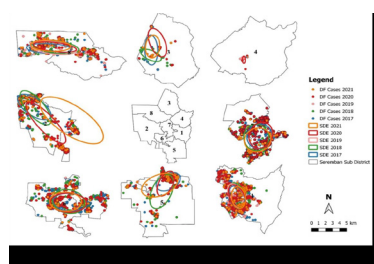 4
3
8
4
2
7
1
6
5
Legend
DF Cases 2021
DF Cases 2020
DF Cases 2019
DF Cases 2018
DF Cases 2017
SDE 2021
SDE 2020
SDE 2019
SDE 2018
SDE 2017
Seremban Sub District
N
0 1 2 3 4 5 km